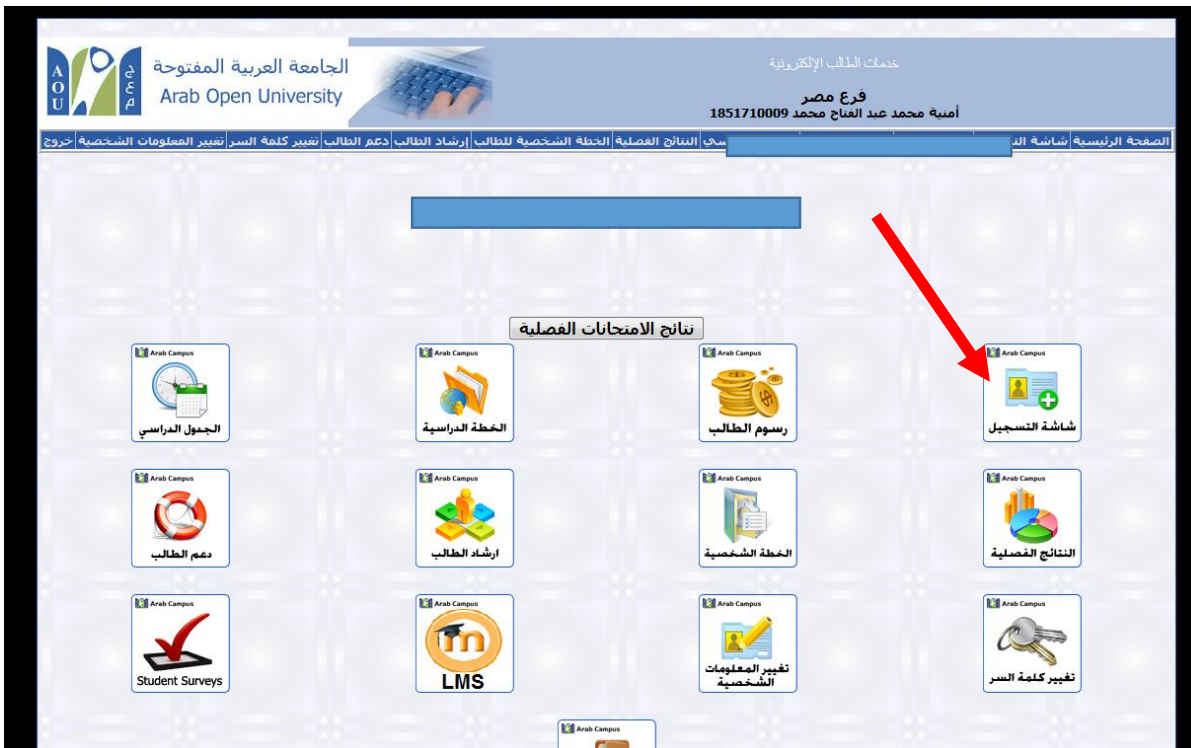 الجامعة العربية المفتوحة
Arab Open University
A O U
ج ع م
خدمات الطالب الإلكترونية
فرع مصر
أمنية محمد عبد الفتاح محمد 1851710009
الصفحة الرئيسية شاشة الت سي النتائج الفصلية الخطة الشخصية للطالب إرشاد الطالب دعم الطالب تغيير كلمة السر تغيير المعلومات الشخصية خروج
نتائج الامتحانات الفصلية
Arab Campus
شاشة التسجيل
Arab Campus
رسوم الطالب
Arab Campus
الخطة الدراسية
Arab Campus
الجدول الدراسي
Arab Campus
النتائج الفصلية
Arab Campus
الخطة الشخصية
Arab Campus
ارشاد الطالب
Arab Campus
دعم الطالب
Arab Campus
تغيير كلمة السر
Arab Campus
تغيير المعلومات
الشخصية
Arab Campus
m
LMS
Arab Campus
Student Surveys
Arab Campus